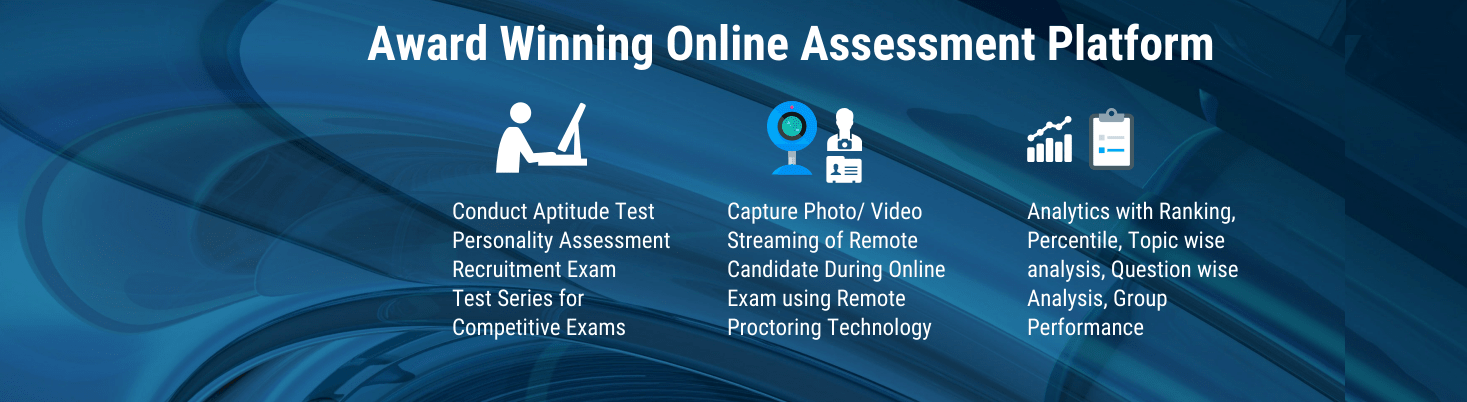 Award Winning Online Assessment Platform
Conduct Aptitude Test
Personality Assessment
Recruitment Exam
Test Series for
Competitive Exams
Capture Photo/ Video
Streaming of Remote
Candidate During Online
Exam using Remote
Proctoring Technology
Analytics with Ranking,
Percentile, Topic wise
analysis, Question wise
Analysis, Group
Performance